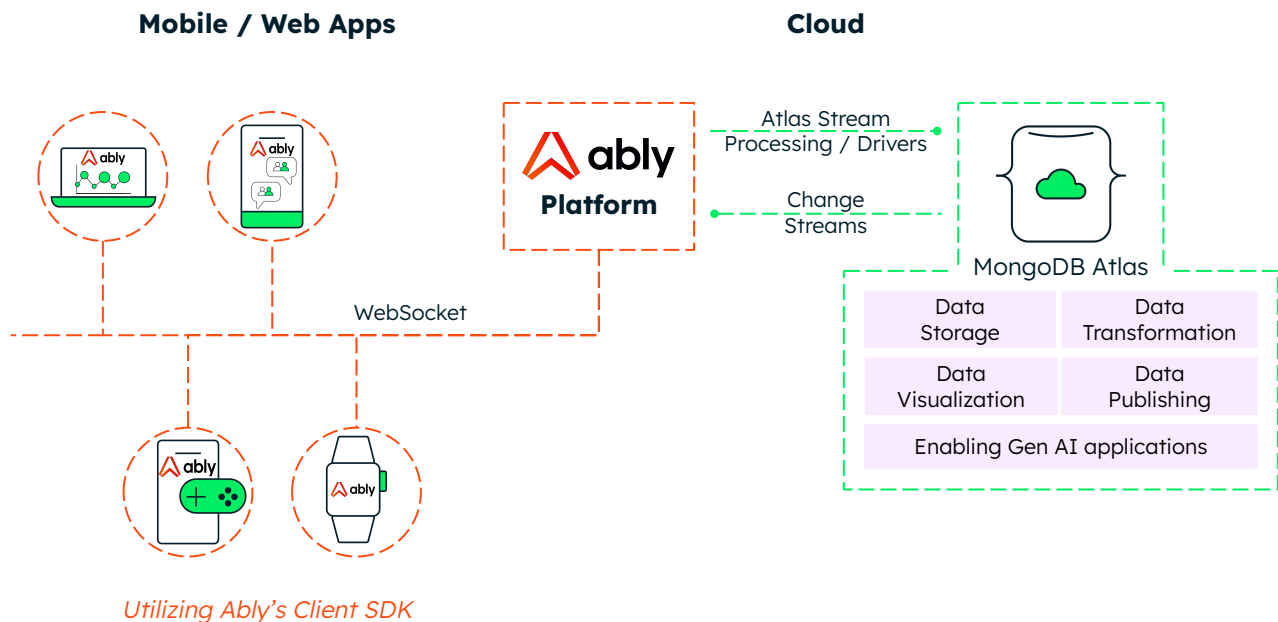 Mobile / Web Apps
Cloud
ably
ably
ably
Platform
Atlas Stream
Processing / Drivers
Change
Streams
MongoDB Atlas
WebSocket
Data
Storage
Data
Transformation
Data
Visualization
Data
Publishing
Enabling Gen AI applications
ably
ably
Utilizing Ably’s Client SDK